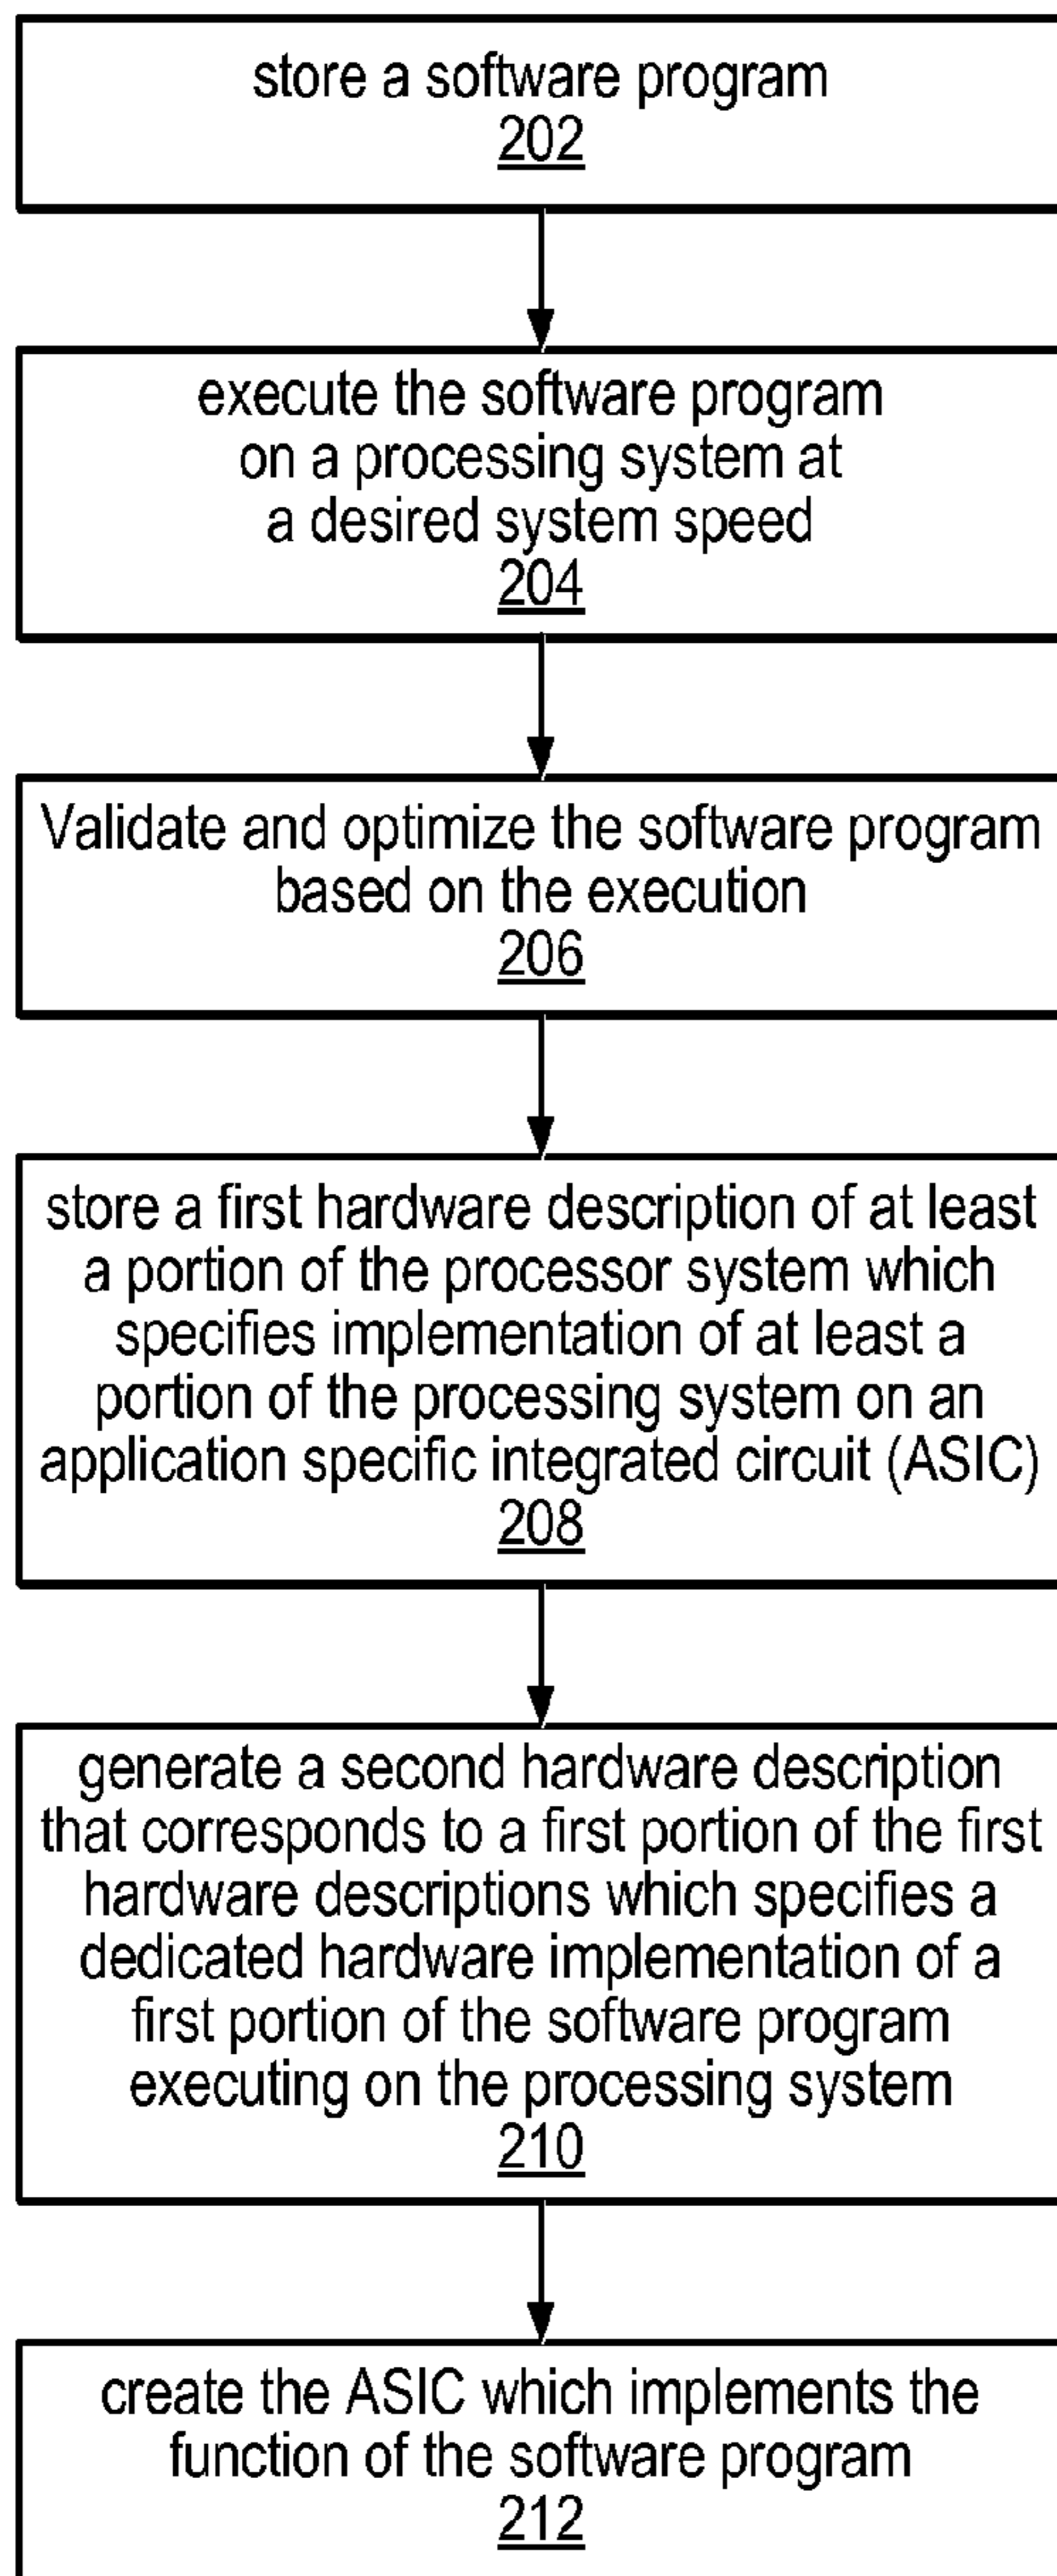 store a software program
202
execute the software program
on a processing system at
a desired system speed
204
Validate and optimize the software program
based on the execution
206
store a first hardware description of at least
a portion of the processor system which
specifies implementation of at least a
portion of the processing system on an
application specific integrated circuit (ASIC)
208
generate a second hardware description
that corresponds to a first portion of the first
hardware descriptions which specifies a
dedicated hardware implementation of a
first portion of the software program
executing on the processing system
210
create the ASIC which implements the
function of the software program
212